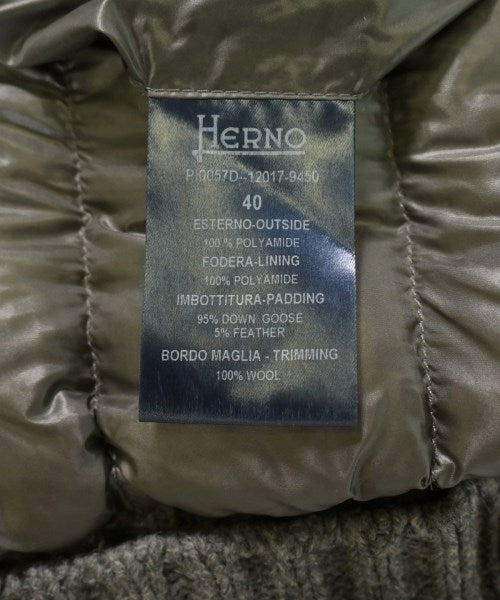 HERNO
PI0057D--12017-9450
40
ESTERNO-OUTSIDE
100 % POLYAMIDE
FODERA-LINING
100% POLYAMIDE
IMBOTTITURA-PADDING
95% DOWN GOOSE
5% FEATHER
BORDO MAGLIA - TRIMMING
100% WOOL